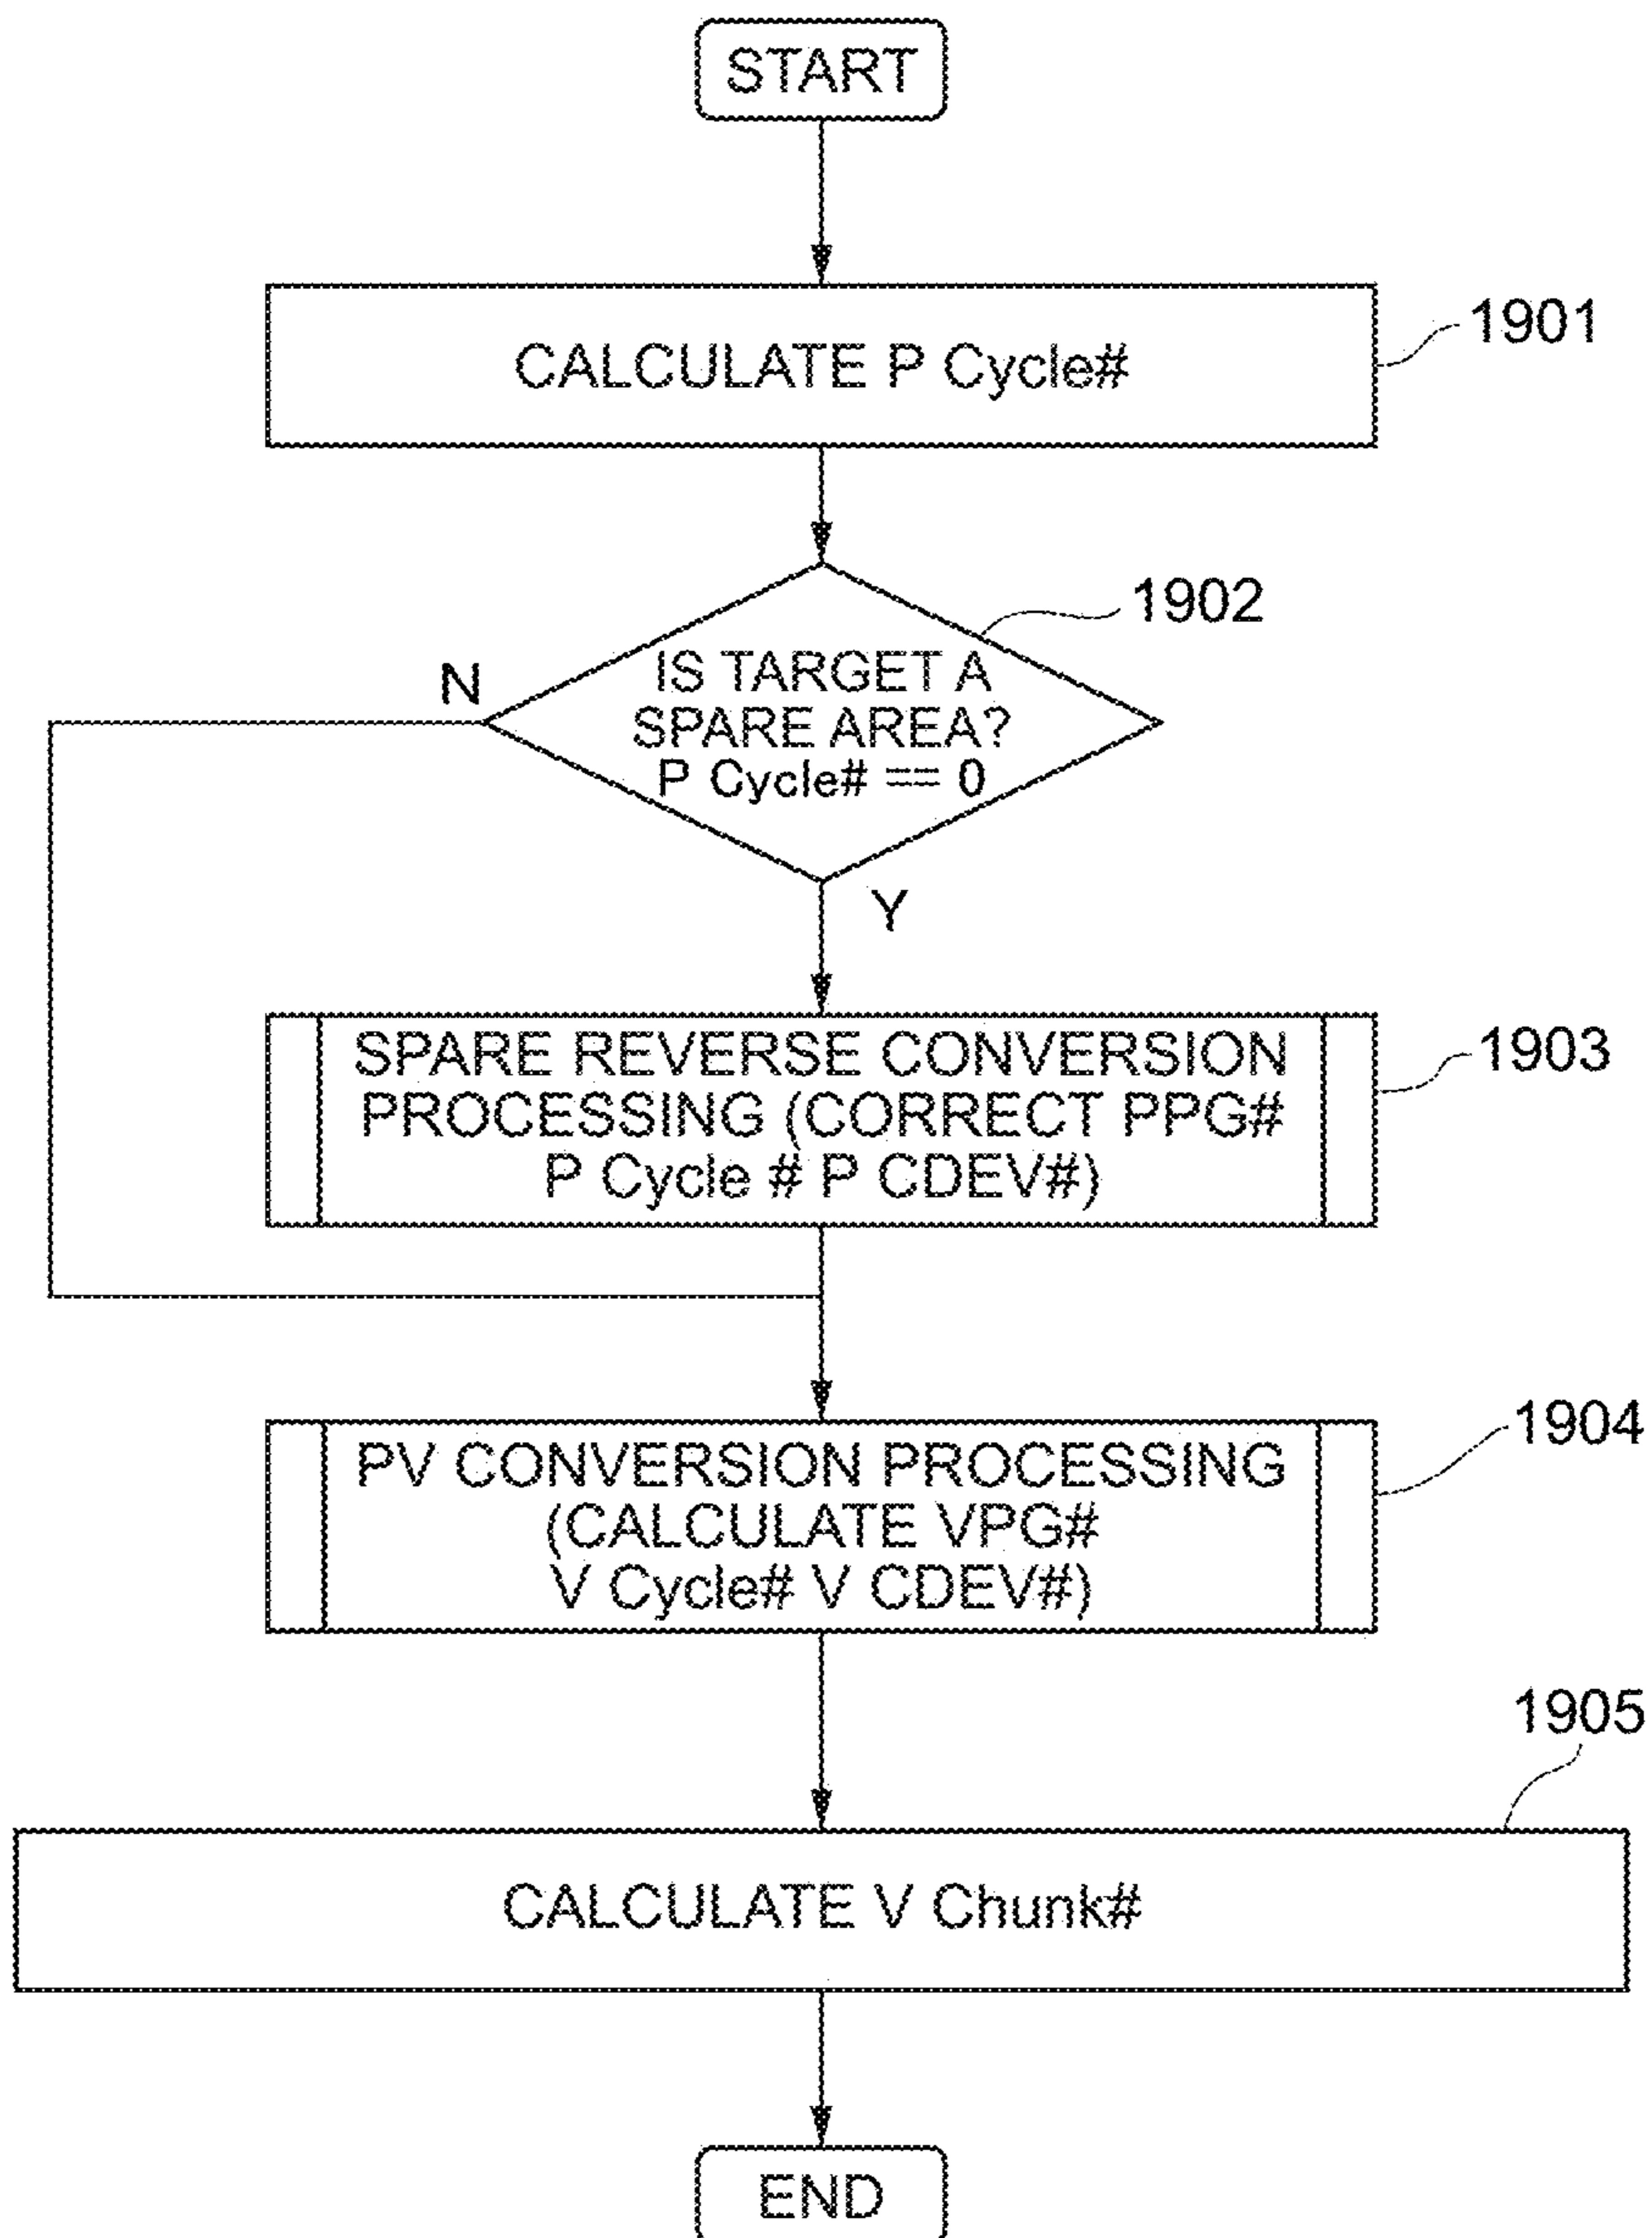 START
CALCULATE P Cycle#
1901
1902
N
IS TARGET A
SPARE AREA?
P Cycle# == 0
Y
SPARE REVERSE CONVERSION
PROCESSING (CORRECT PPG#
P Cycle # P CDEV#)
1903
PV CONVERSION PROCESSING
(CALCULATE VPG#
V Cycle# V CDEV#)
1904
1905
CALCULATE V Chunk#
END